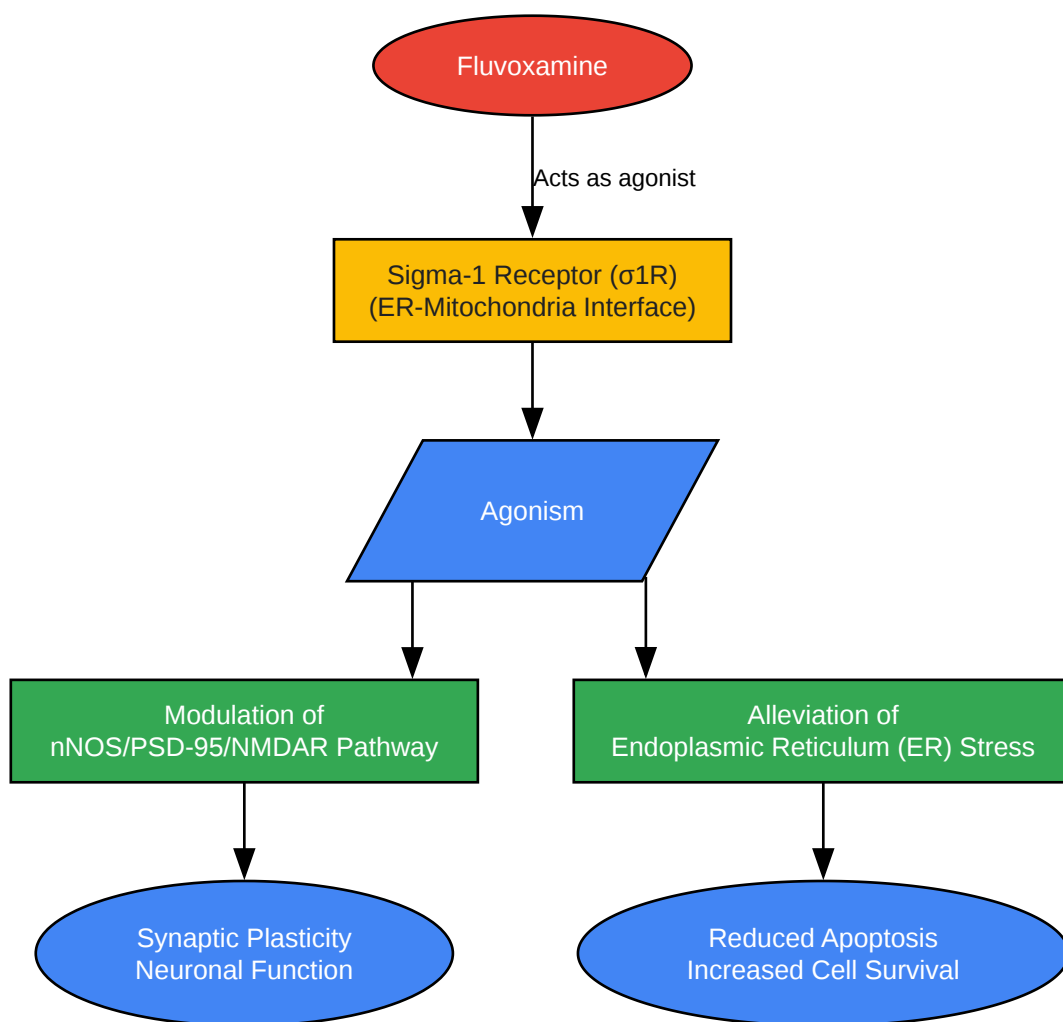 Fluvoxamine
Acts as agonist
Sigma-1 Receptor (σ1R)
(ER-Mitochondria Interface)
Agonism
Modulation of
nNOS/PSD-95/NMDAR Pathway
Alleviation of
Endoplasmic Reticulum (ER) Stress
Synaptic Plasticity
Neuronal Function
Reduced Apoptosis
Increased Cell Survival